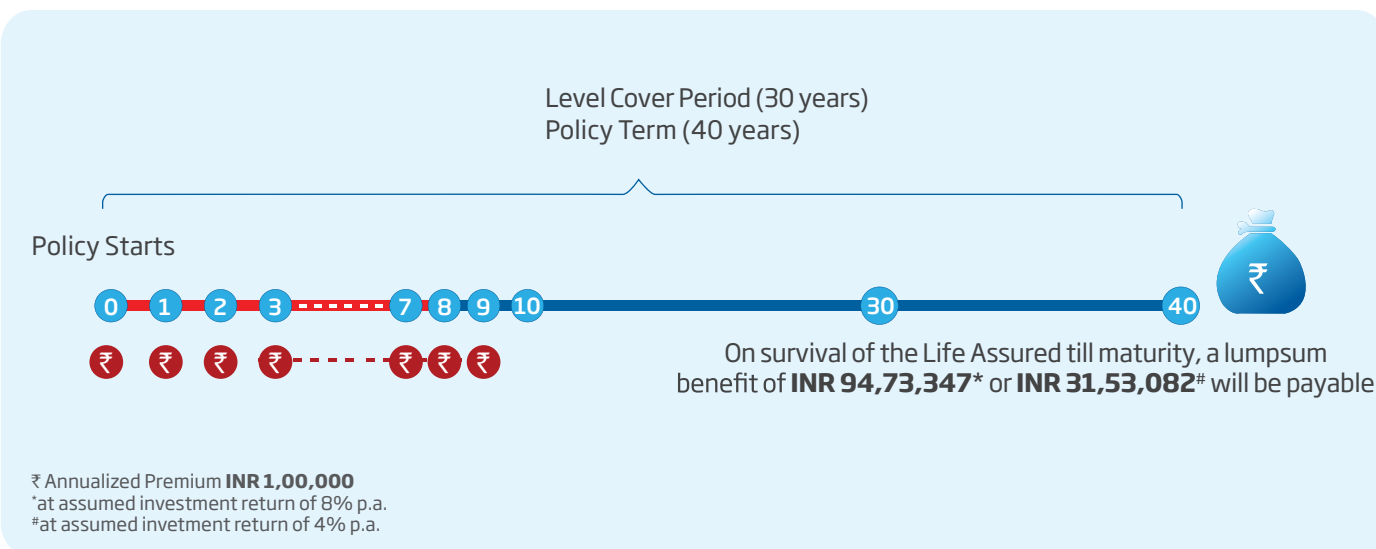 Level Cover Period (30 years)
Policy Term (40 years)
Policy Starts
0 1 2 3 7 8 9 10 30 40
₹
₹ ₹ ₹ ₹ ₹ ₹ ₹
On survival of the Life Assured till maturity, a lumpsum
benefit of INR 94,73,347* or INR 31,53,082# will be payable
₹ Annualized Premium INR 1,00,000
*at assumed investment return of 8% p.a.
#at assumed invetment return of 4% p.a.